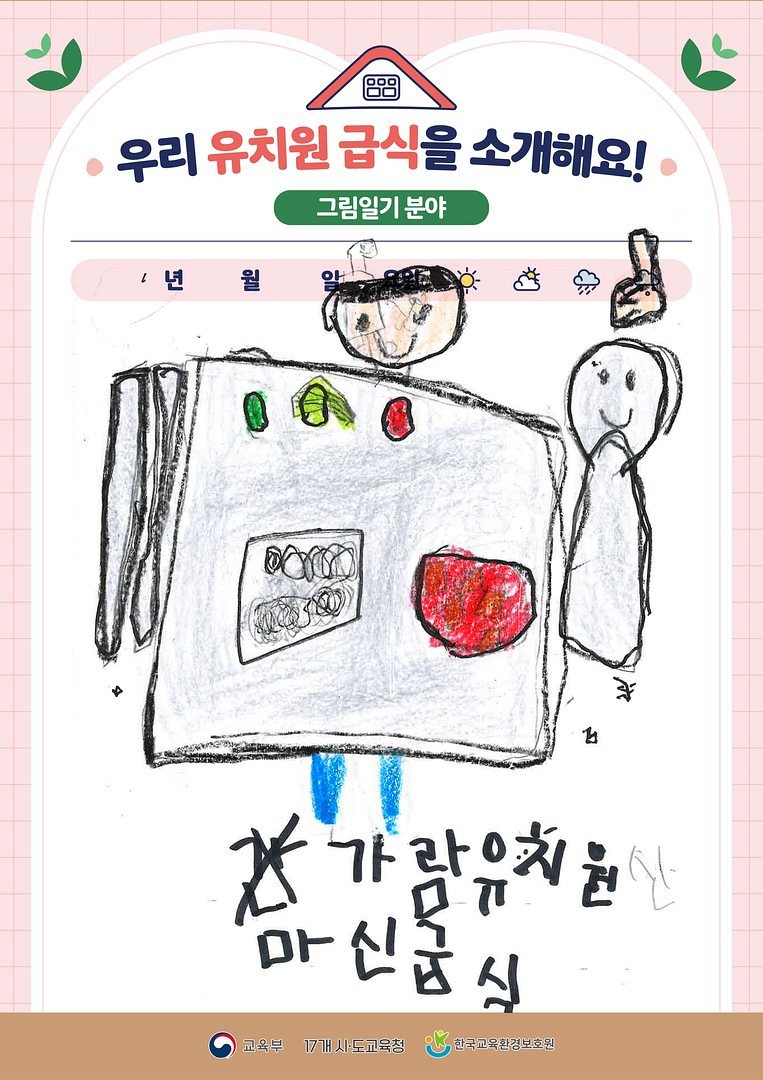 우리 유치원 급식을 소개해요!
그림일기 분야
년 월 일 요일
가람유치원
마신급식
교육부 17개 시·도교육청 한국교육환경보호원